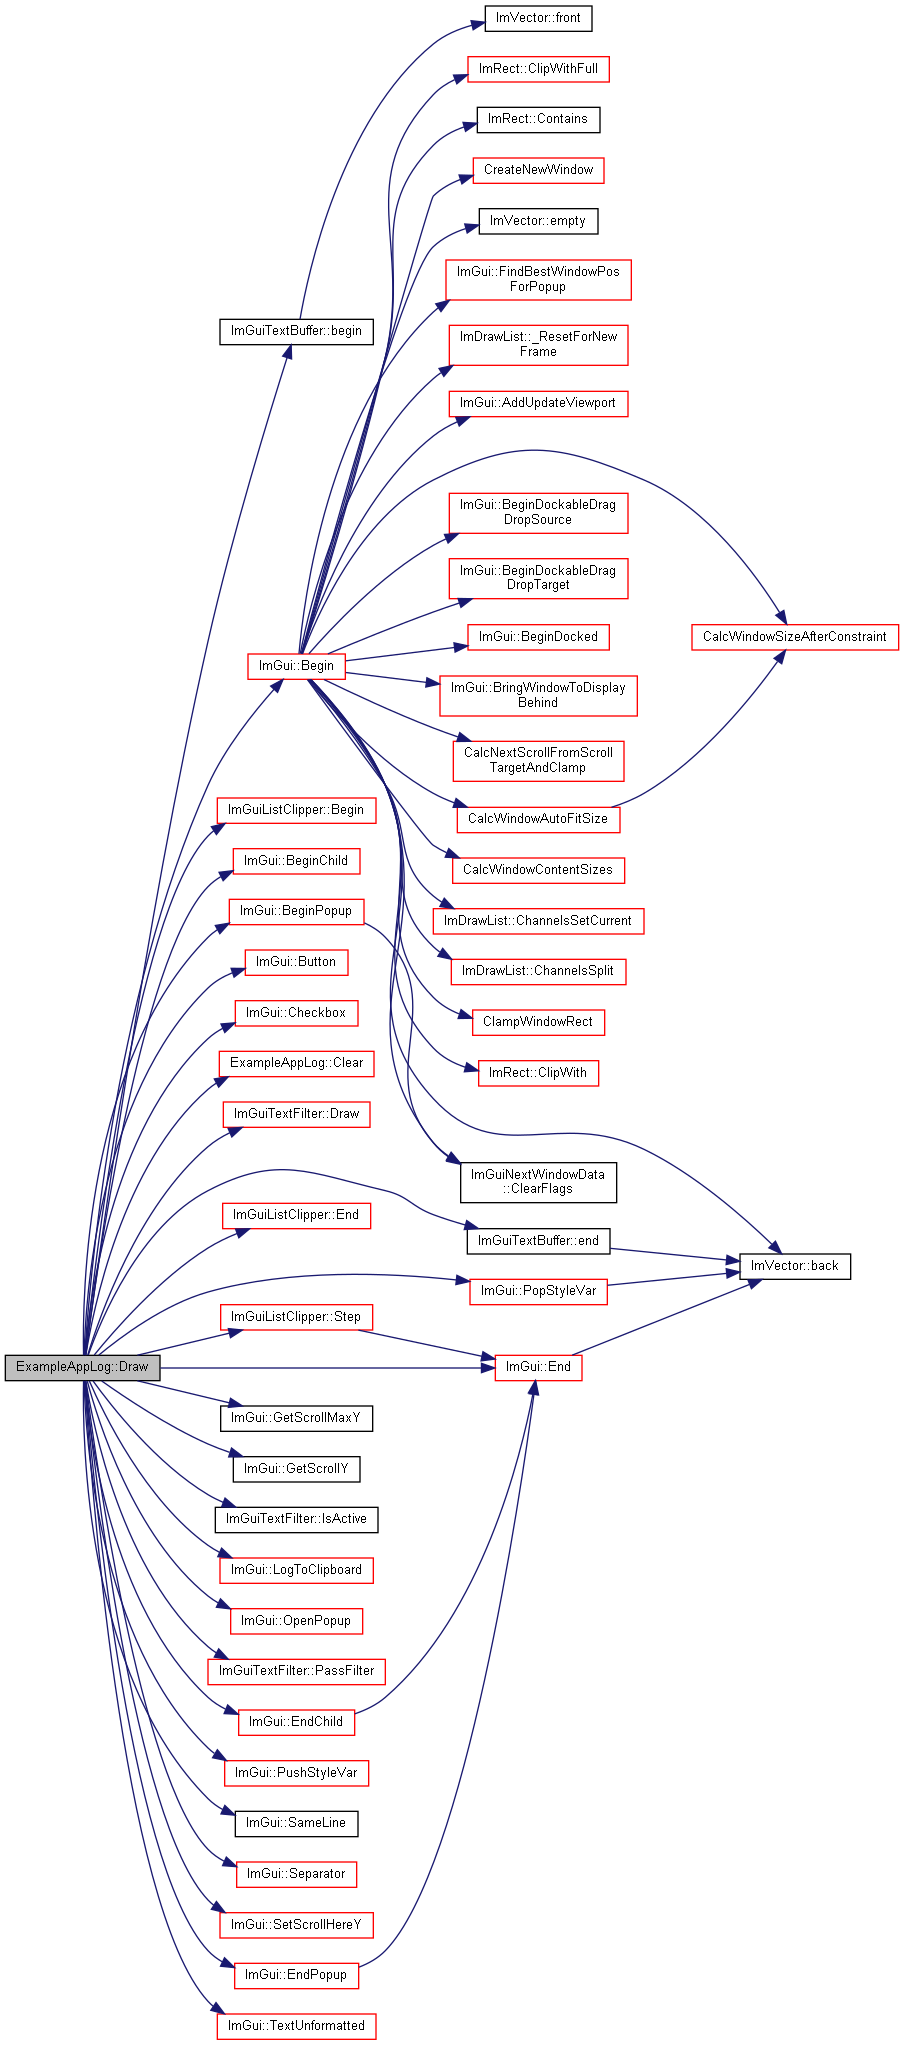 ImVector::front
ImRect::ClipWithFull
ImRect::Contains
CreateNewWindow
ImVector::empty
ImGui::FindBestWindowPos
ForPopup
ImGuiTextBuffer::begin
ImDrawList::_ResetForNew
Frame
ImGui::AddUpdateViewport
ImGui::BeginDockableDrag
DropSource
ImGui::BeginDockableDrag
DropTarget
ImGui::BeginDocked
CalcWindowSizeAfterConstraint
ImGui::Begin
ImGui::BringWindowToDisplay
Behind
CalcNextScrollFromScroll
TargetAndClamp
ImGuiListClipper::Begin
CalcWindowAutoFitSize
ImGui::BeginChild
CalcWindowContentSizes
ImGui::BeginPopup
ImDrawList::ChannelsSetCurrent
ImGui::Button
ImDrawList::ChannelsSplit
ImGui::Checkbox
ClampWindowRect
ExampleAppLog::Clear
ImRect::ClipWith
ImGuiTextFilter::Draw
ImGuiNextWindowData
::ClearFlags
ImGuiListClipper::End
ImGuiTextBuffer::end
ImVector::back
ImGui::PopStyleVar
ImGuiListClipper::Step
ExampleAppLog::Draw
ImGui::End
ImGui::GetScrollMaxY
ImGui::GetScrollY
ImGuiTextFilter::IsActive
ImGui::LogToClipboard
ImGui::OpenPopup
ImGuiTextFilter::PassFilter
ImGui::EndChild
ImGui::PushStyleVar
ImGui::SameLine
ImGui::Separator
ImGui::SetScrollHereY
ImGui::EndPopup
ImGui::TextUnformatted